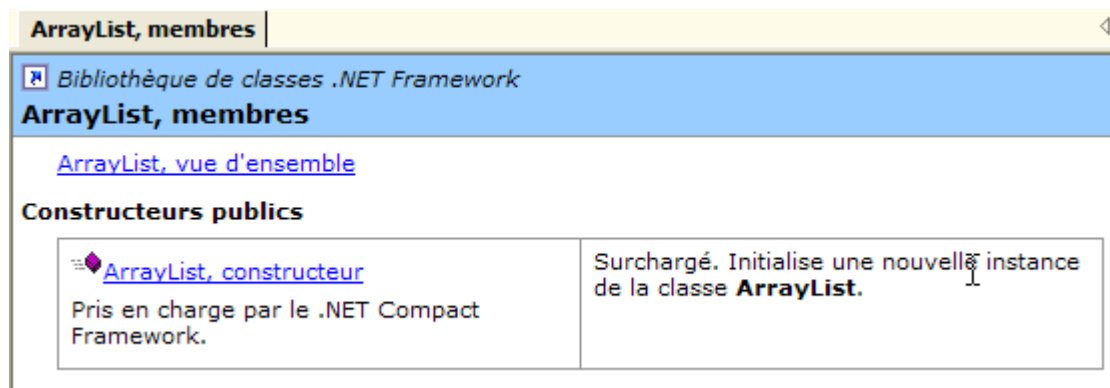 ArrayList, membres
Bibliothèque de classes .NET Framework
ArrayList, membres
ArrayList, vue d'ensemble
Constructeurs publics
ArrayList, constructeur
Pris en charge par le .NET Compact
Framework.
Surchargé. Initialise une nouvelle instance
de la classe ArrayList.